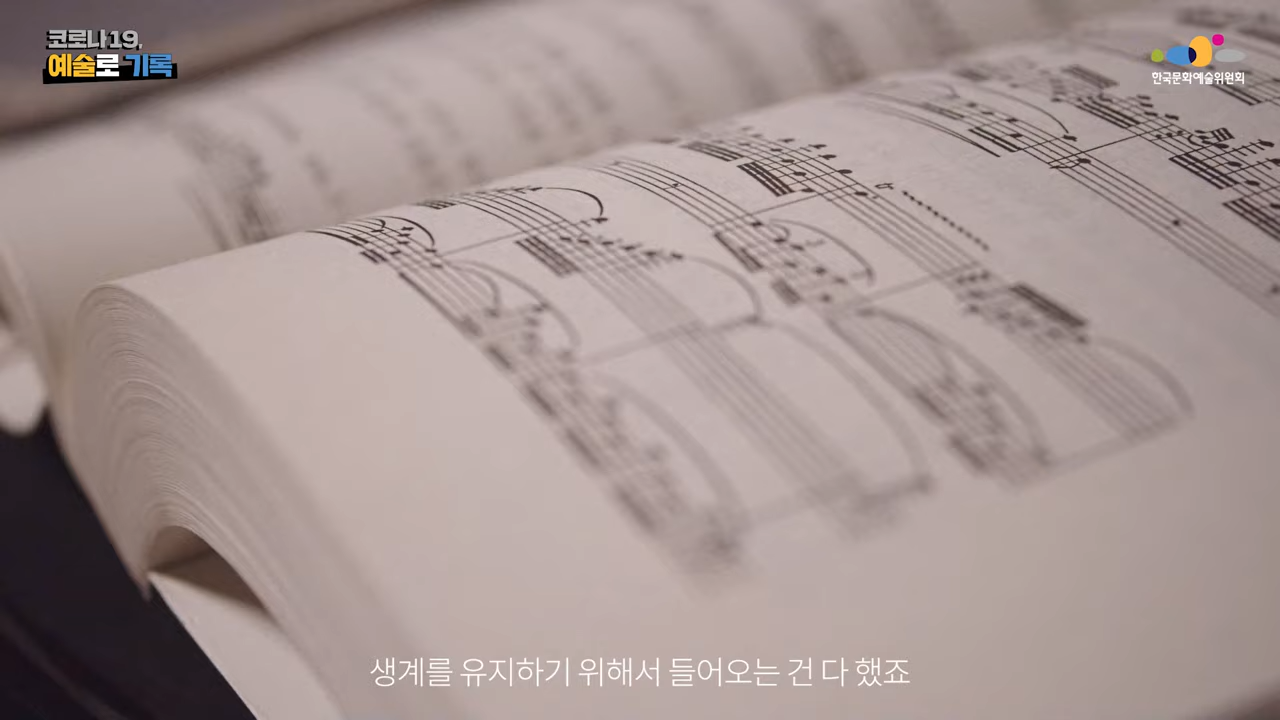 코로나19,
예술로 기록
한국문화예술위원회
생계를 유지하기 위해서 들어오는 건 다 했죠